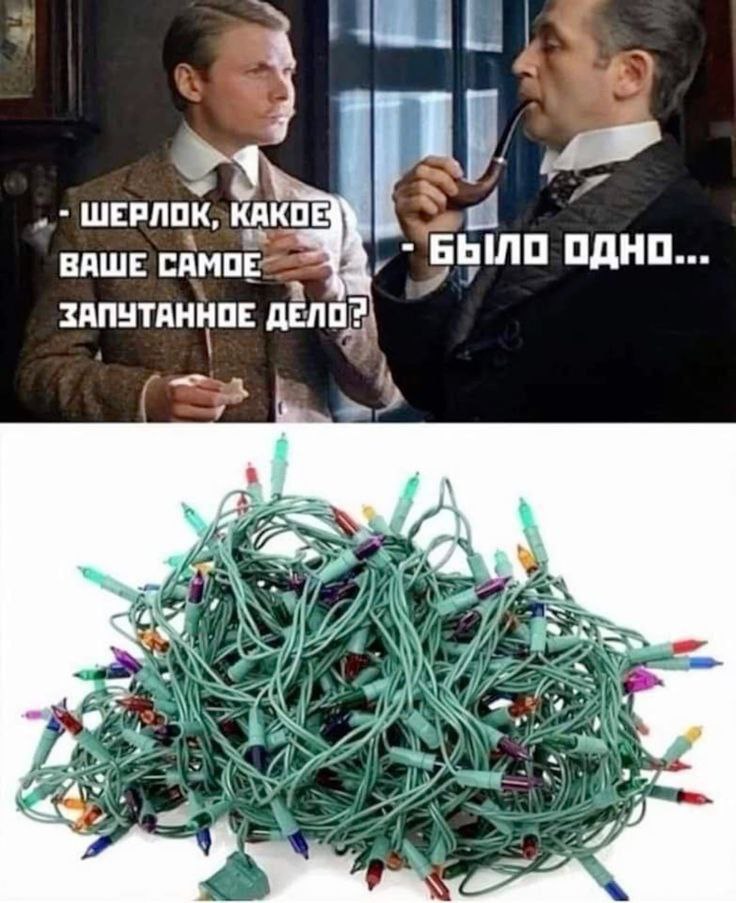 - ШЕРЛОК, КАКОЕ
ВАШЕ САМОЕ
ЗАПУТАННОЕ ДЕЛО?
- БЫЛО ОДНО...